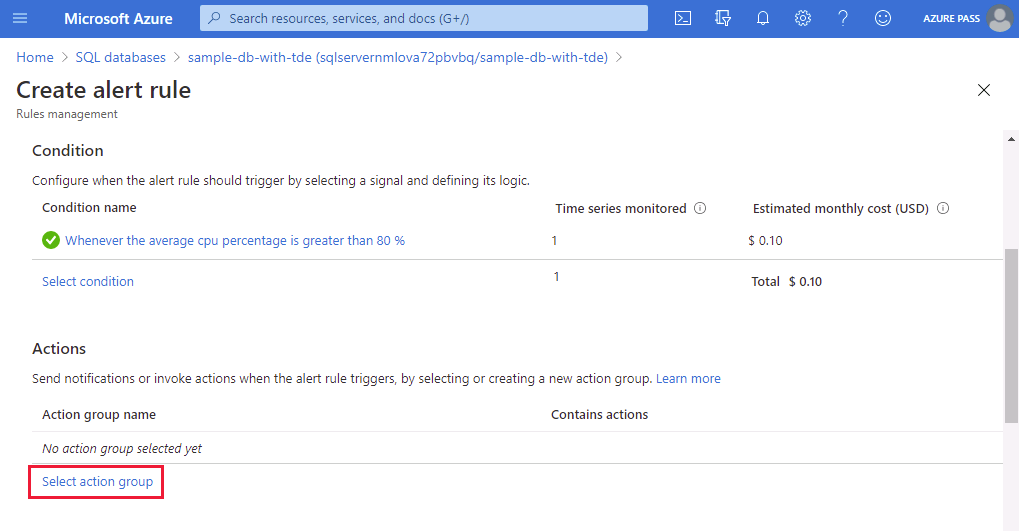 Microsoft Azure
Search resources, services, and docs (G+/)
AZURE PASS
Home > SQL databases > sample-db-with-tde (sqlservernmlova72pbvbq/sample-db-with-tde) >
Create alert rule
Rules management
Condition
Configure when the alert rule should trigger by selecting a signal and defining its logic.
Condition name Time series monitored Estimated monthly cost (USD)
Whenever the average cpu percentage is greater than 80 % 1 $ 0.10
Select condition 1 Total $ 0.10
Actions
Send notifications or invoke actions when the alert rule triggers, by selecting or creating a new action group. Learn more
Action group name Contains actions
No action group selected yet
Select action group